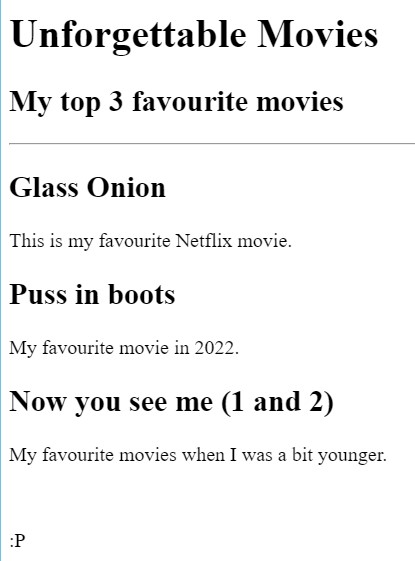 Unforgettable Movies
My top 3 favourite movies
Glass Onion
This is my favourite Netflix movie.
Puss in boots
My favourite movie in 2022.
Now you see me (1 and 2)
My favourite movies when I was a bit younger.
:P